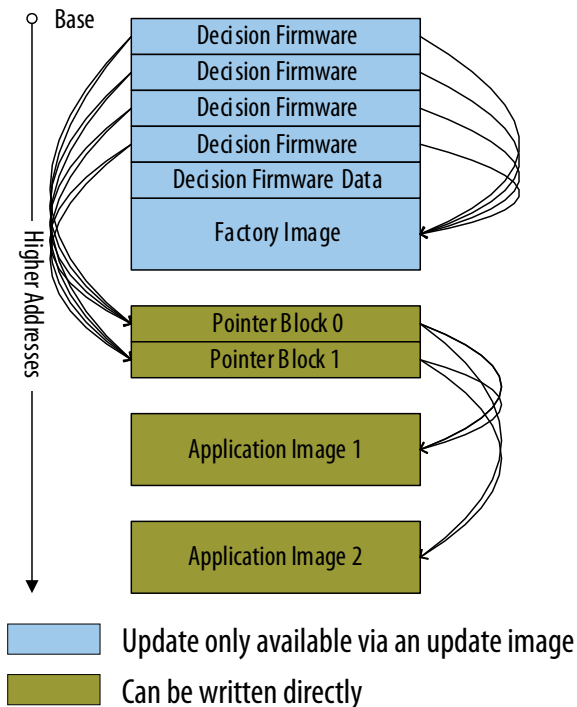 Base
Decision Firmware
Decision Firmware
Decision Firmware
Decision Firmware
Decision Firmware Data
Factory Image
Higher Addresses
Pointer Block 0
Pointer Block 1
Application Image 1
Application Image 2
Update only available via an update image
Can be written directly